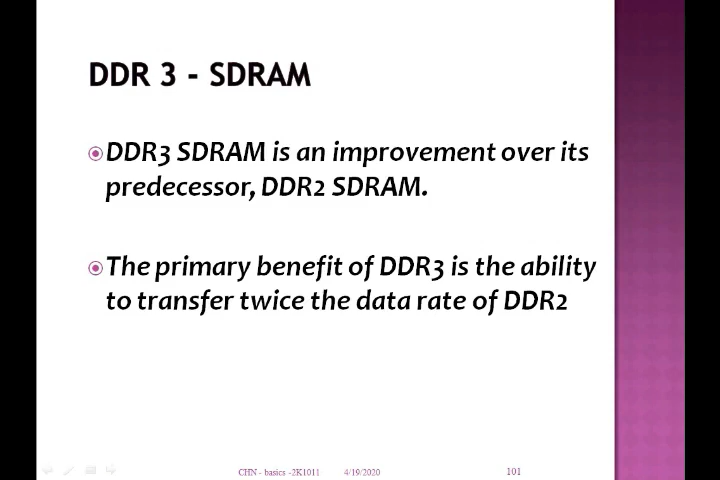 DDR 3 - SDRAM
DDR3 SDRAM is an improvement over its
predecessor, DDR2 SDRAM.
The primary benefit of DDR3 is the ability
to transfer twice the data rate of DDR2
CHN - basics -2K1011 4/19/2020 101